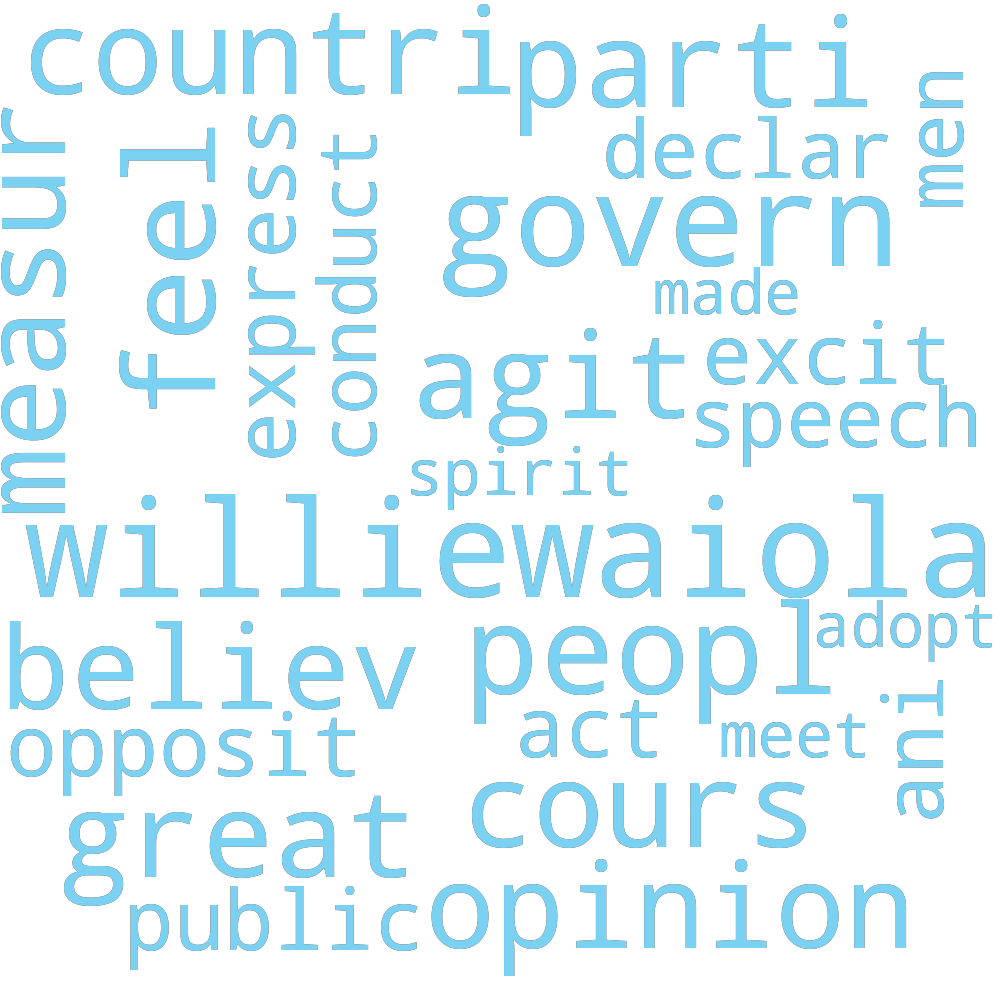 countri
parti
men
declar
measur
feel
express
conduct
govern
made
agit
excit
speech
spirit
williewaiola
believ
peopl
adopt
opposit
act
meet
ani
great
cours
public
opinion